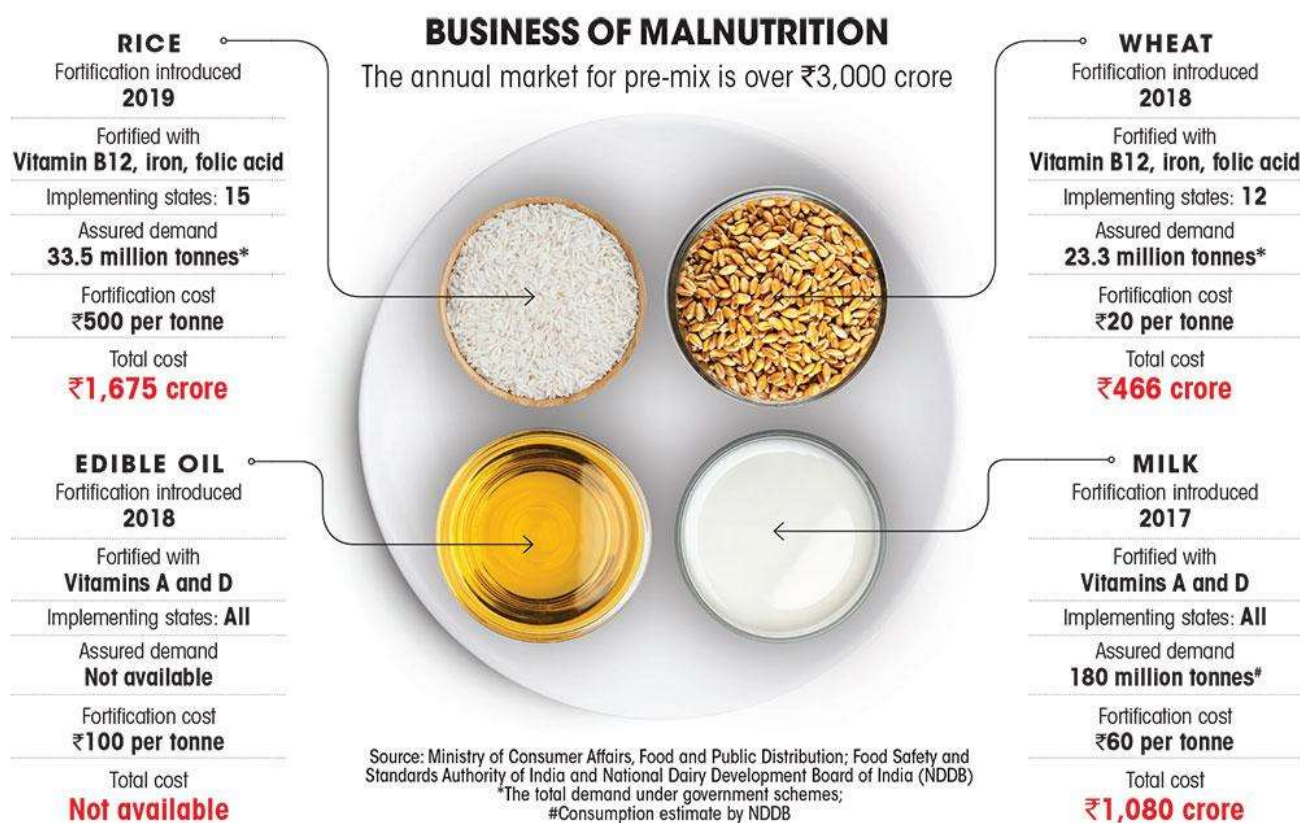 BUSINESS OF MALNUTRITION
The annual market for pre-mix is over ₹3,000 crore
RICE
Fortification introduced
2019
Fortified with
Vitamin B12, iron, folic acid
Implementing states: 15
Assured demand
33.5 million tonnes*
Fortification cost
₹500 per tonne
Total cost
₹1,675 crore
WHEAT
Fortification introduced
2018
Fortified with
Vitamin B12, iron, folic acid
Implementing states: 12
Assured demand
23.3 million tonnes*
Fortification cost
₹20 per tonne
Total cost
₹466 crore
EDIBLE OIL
Fortification introduced
2018
Fortified with
Vitamins A and D
Implementing states: All
Assured demand
Not available
Fortification cost
₹100 per tonne
Total cost
Not available
MILK
Fortification introduced
2017
Fortified with
Vitamins A and D
Implementing states: All
Assured demand
180 million tonnes#
Fortification cost
₹60 per tonne
Total cost
₹1,080 crore
Source: Ministry of Consumer Affairs, Food and Public Distribution; Food Safety and
Standards Authority of India and National Dairy Development Board of India (NDDB)
*The total demand under government schemes;
#Consumption estimate by NDDB